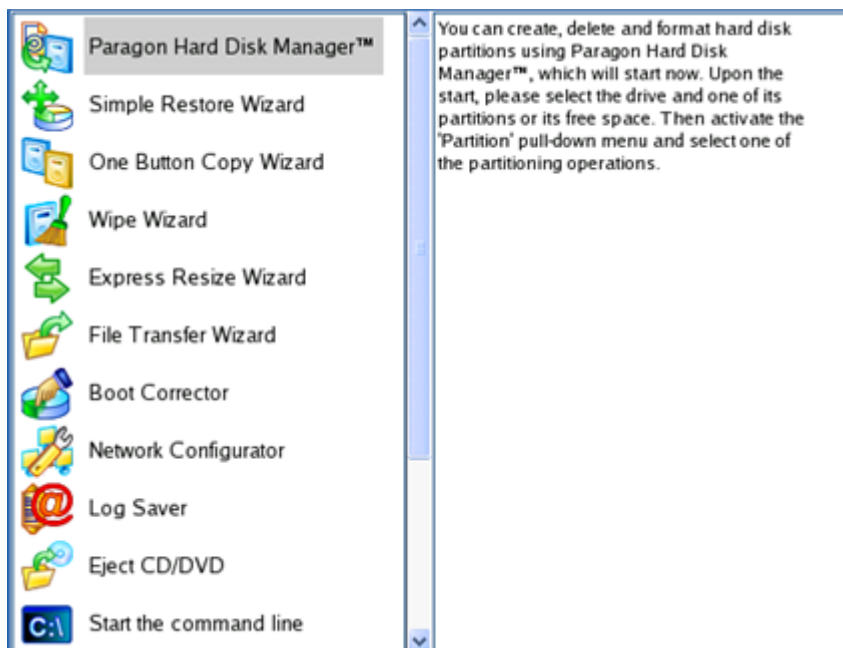 Paragon Hard Disk Manager™
Simple Restore Wizard
One Button Copy Wizard
Wipe Wizard
Express Resize Wizard
File Transfer Wizard
Boot Corrector
Network Configurator
Log Saver
Eject CD/DVD
C:\
Start the command line
You can create, delete and format hard disk
partitions using Paragon Hard Disk
Manager™, which will start now. Upon the
start, please select the drive and one of its
partitions or its free space. Then activate the
'Partition' pull-down menu and select one of
the partitioning operations.